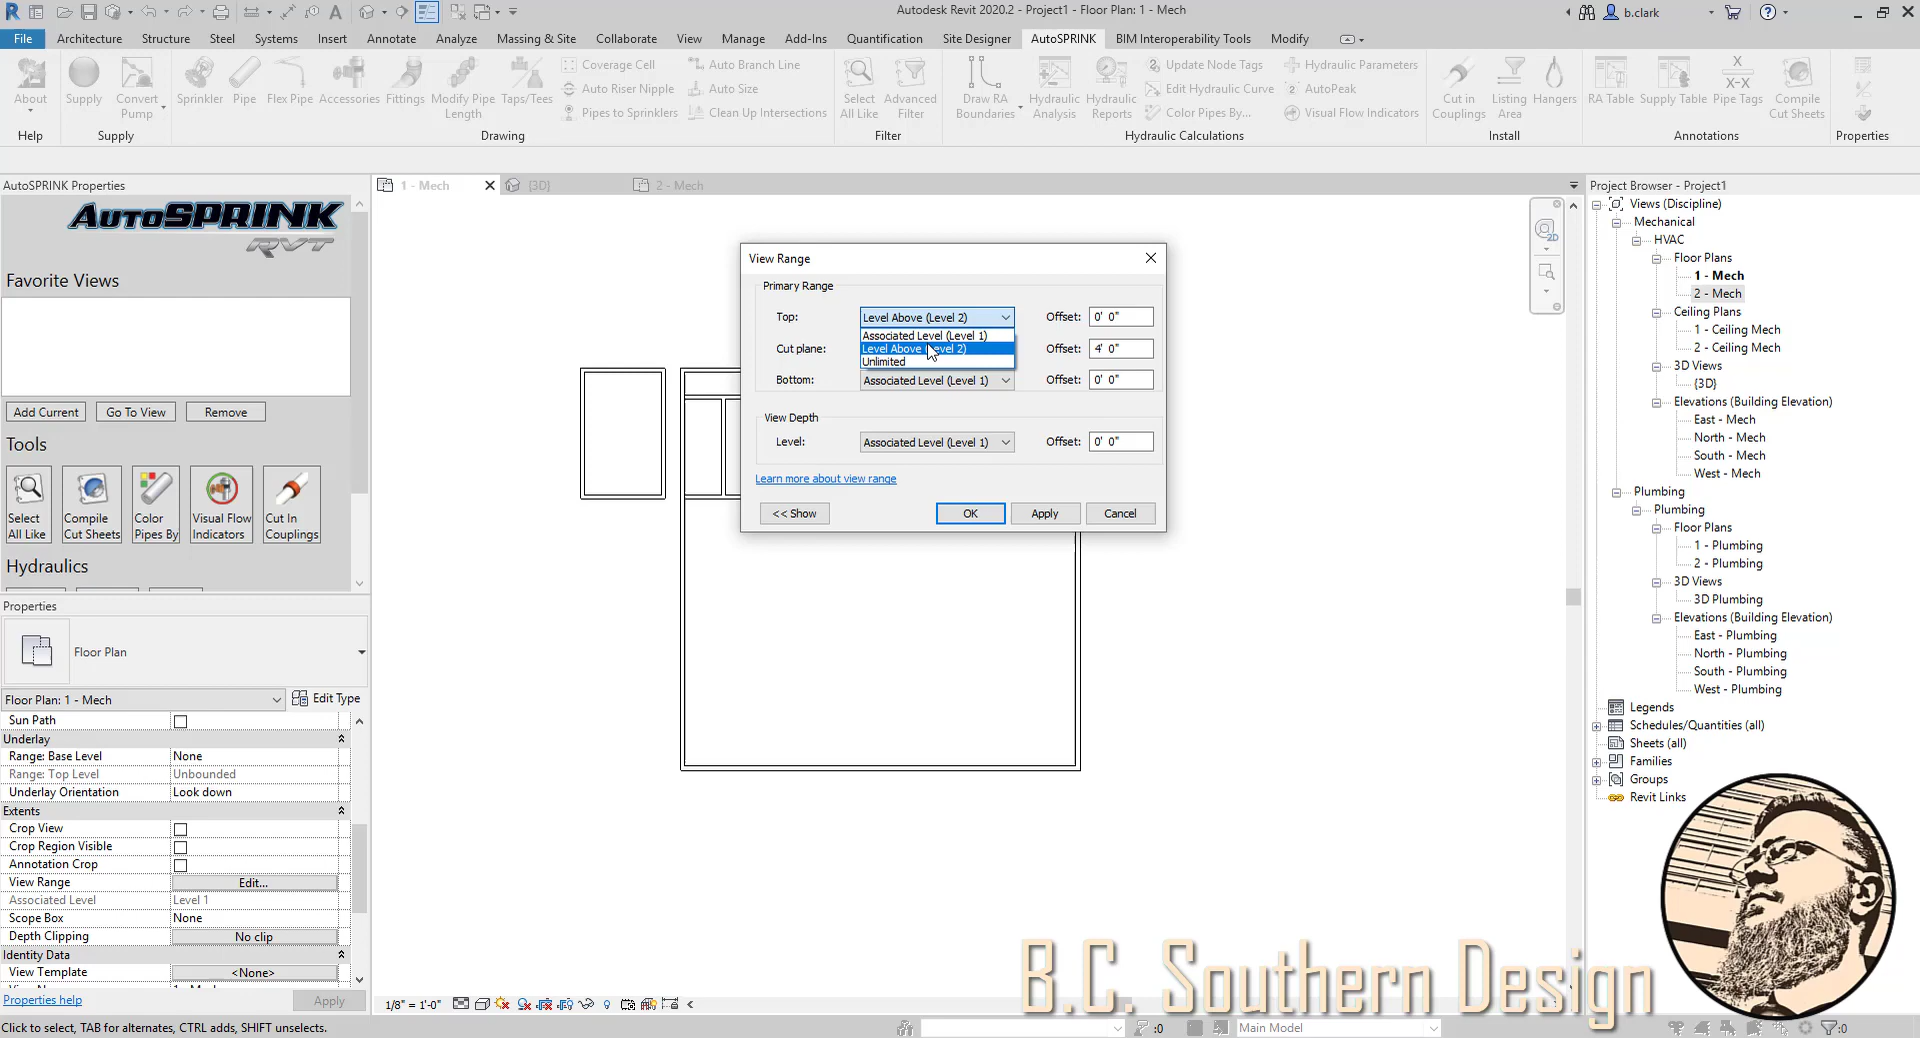 Autodesk Revit 2020.2 - Project1 - Floor Plan: 1 - Mech
b.clark
File Architecture Structure Steel Systems Insert Annotate Analyze Massing & Site Collaborate View Manage Add-Ins Quantification Site Designer AutoSPRINK BIM Interoperability Tools Modify
About
Supply
Convert Pump
Sprinkler
Pipe
Flex Pipe
Accessories
Fittings
Modify Pipe Length
Taps/Tees
Coverage Cell
Auto Riser Nipple
Pipes to Sprinklers
Auto Branch Line
Auto Size
Clean Up Intersections
Select All Like
Advanced Filter
Draw RA Boundaries
Hydraulic Analysis
Hydraulic Reports
Update Node Tags
Edit Hydraulic Curve
Color Pipes By...
Hydraulic Parameters
AutoPeak
Visual Flow Indicators
Cut in Couplings
Listing Area
Hangers
RA Table
Supply Table
X
X-X
Pipe Tags
Compile Cut Sheets
Help Supply Drawing Filter Hydraulic Calculations Install Annotations Properties
AutoSPRINK Properties
AUTOSPRINK
RVT
Favorite Views
Add Current Go To View Remove
Tools
Select All Like
Compile Cut Sheets
Color Pipes By
Visual Flow Indicators
Cut In Couplings
Hydraulics
Properties
Floor Plan
Floor Plan: 1 - Mech Edit Type
Sun Path
Underlay
Range: Base Level None
Range: Top Level Unbounded
Underlay Orientation Look down
Extents
Crop View
Crop Region Visible
Annotation Crop
View Range Edit...
Associated Level Level 1
Scope Box None
Depth Clipping No clip
Identity Data
View Template <None>
Properties help Apply
1 - Mech {3D} 2 - Mech
2D
View Range
Primary Range
Top: Level Above (Level 2) Offset: 0' 0"
Associated Level (Level 1)
Level Above (Level 2)
Unlimited
Cut plane: Offset: 4' 0"
Bottom: Associated Level (Level 1) Offset: 0' 0"
View Depth
Level: Associated Level (Level 1) Offset: 0' 0"
Learn more about view range
<< Show OK Apply Cancel
Project Browser - Project1
Views (Discipline)
Mechanical
HVAC
Floor Plans
1 - Mech
2 - Mech
Ceiling Plans
1 - Ceiling Mech
2 - Ceiling Mech
3D Views
{3D}
Elevations (Building Elevation)
East - Mech
North - Mech
South - Mech
West - Mech
Plumbing
Plumbing
Floor Plans
1 - Plumbing
2 - Plumbing
3D Views
3D Plumbing
Elevations (Building Elevation)
East - Plumbing
North - Plumbing
South - Plumbing
West - Plumbing
Legends
Schedules/Quantities (all)
Sheets (all)
Families
Groups
Revit Links
B.C. Southern Design
1/8" = 1'-0"
Click to select, TAB for alternates, CTRL adds, SHIFT unselects.
:0
Main Model
:0